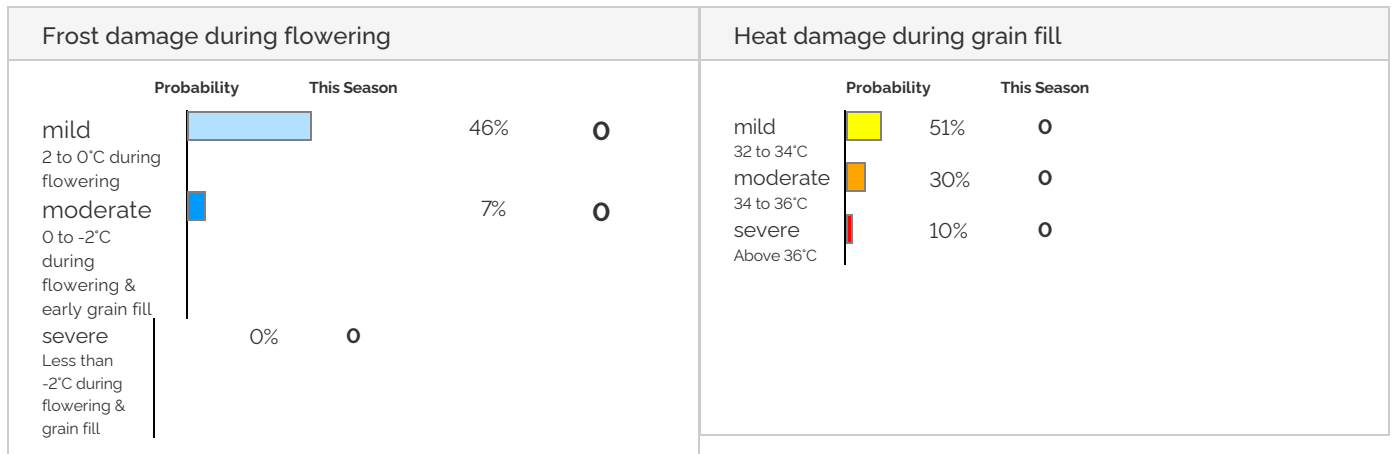 Frost damage during flowering
Probability This Season
mild 46% 0
2 to 0°C during
flowering
moderate 7% 0
0 to -2°C
during
flowering &
early grain fill
severe 0% 0
Less than
-2°C during
flowering &
grain fill
Heat damage during grain fill
Probability This Season
mild 51% 0
32 to 34°C
moderate 30% 0
34 to 36°C
severe 10% 0
Above 36°C